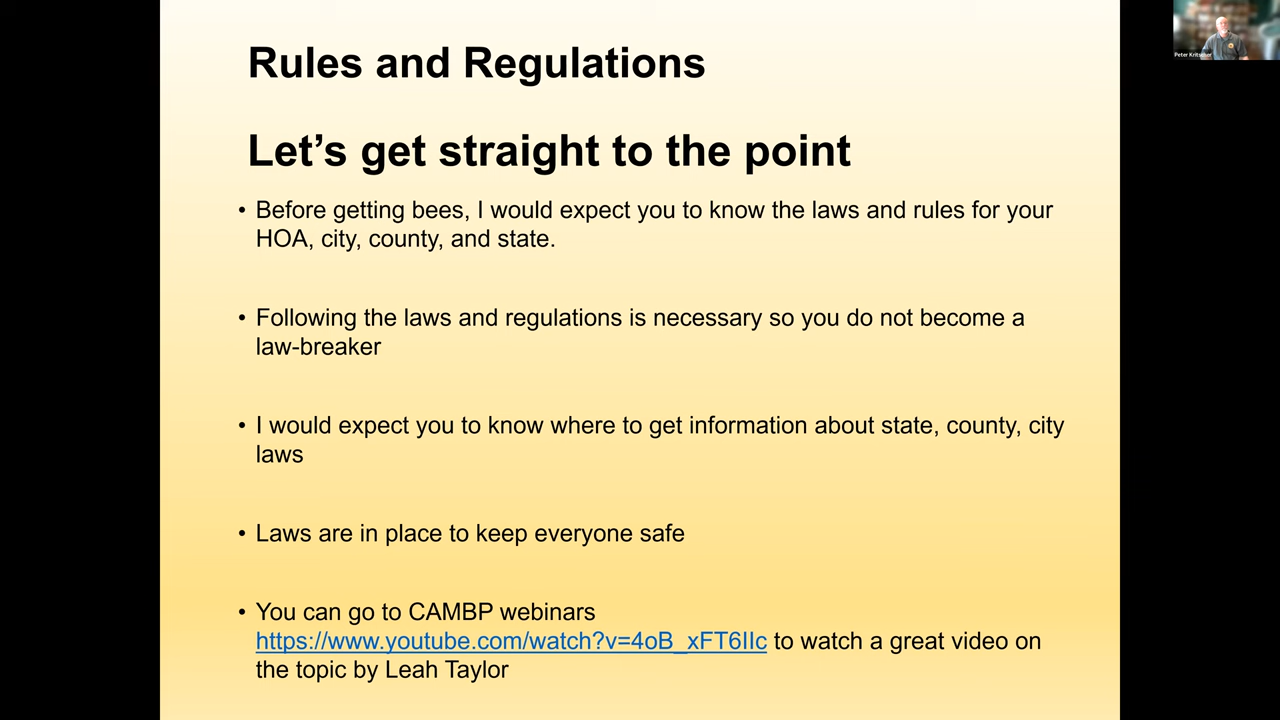 Rules and Regulations
Let's get straight to the point
• Before getting bees, I would expect you to know the laws and rules for your
HOA, city, county, and state.
• Following the laws and regulations is necessary so you do not become a
law-breaker
• I would expect you to know where to get information about state, county, city
laws
• Laws are in place to keep everyone safe
• You can go to CAMBP webinars
https://www.youtube.com/watch?v=4oB_xFT6IIc to watch a great video on
the topic by Leah Taylor
Peter Kritscher